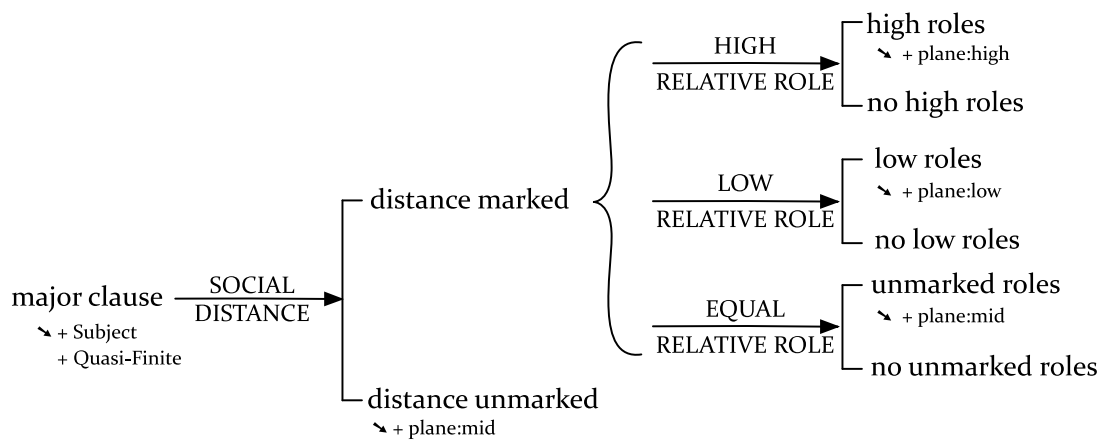 high roles
➘ + plane:high
HIGH
RELATIVE ROLE
no high roles
low roles
➘ + plane:low
LOW
RELATIVE ROLE
no low roles
distance marked
unmarked roles
➘ + plane:mid
EQUAL
RELATIVE ROLE
no unmarked roles
major clause
➘ + Subject
+ Quasi-Finite
SOCIAL
DISTANCE
distance unmarked
➘ + plane:mid